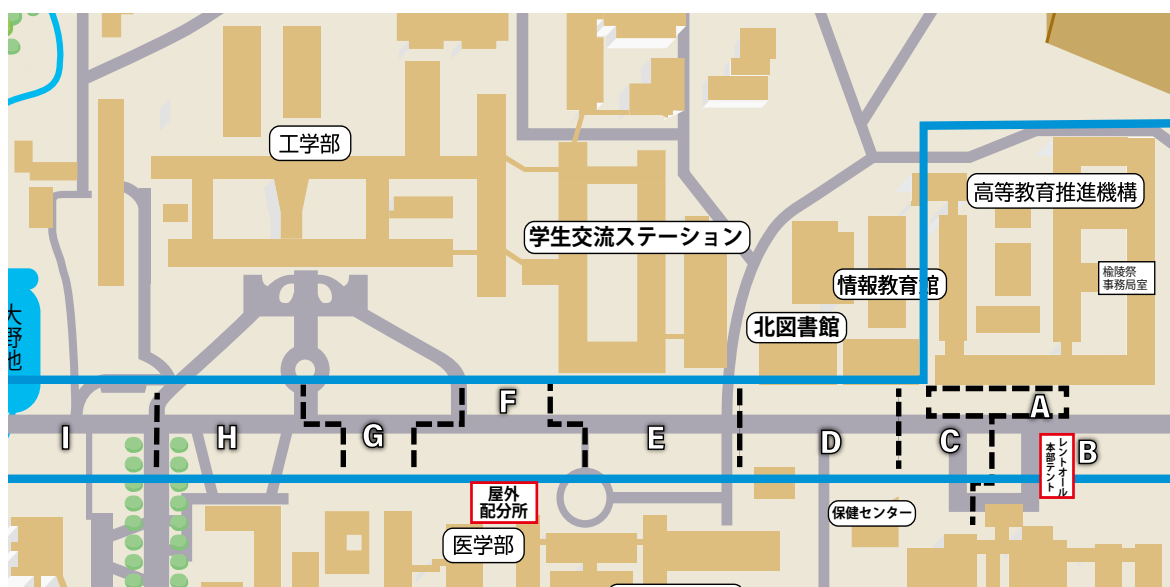 工学部
高等教育推進機構
学生交流ステーション
楡陵祭
事務局室
情報教育館
大野池
北図書館
F
A
I
H
G
E
D
C
B
レントオール
本部テント
屋外
配分所
保健センター
医学部